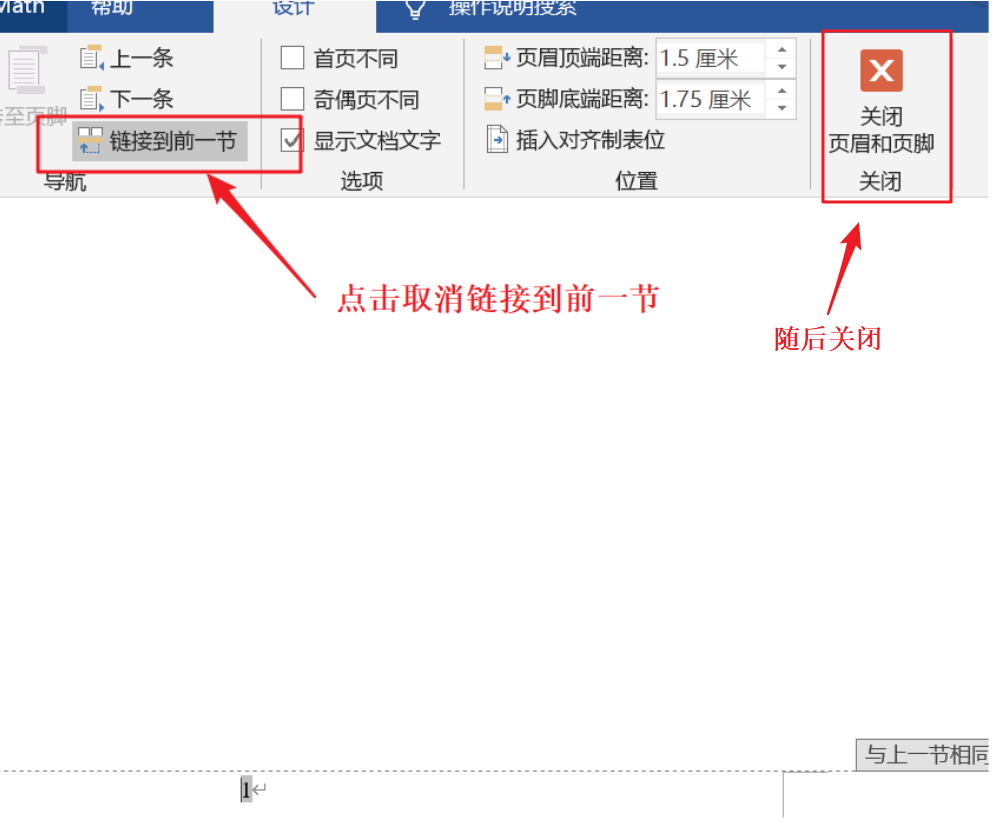 Math 帮助 设计 操作说明搜索
上一条 首页不同 页眉顶端距离: 1.5 厘米
下一条 奇偶页不同 页脚底端距离: 1.75 厘米 关闭
至页脚
链接到前一节 显示文档文字 插入对齐制表位 页眉和页脚
导航 选项 位置 关闭
点击取消链接到前一节
随后关闭
与上一节相同
1